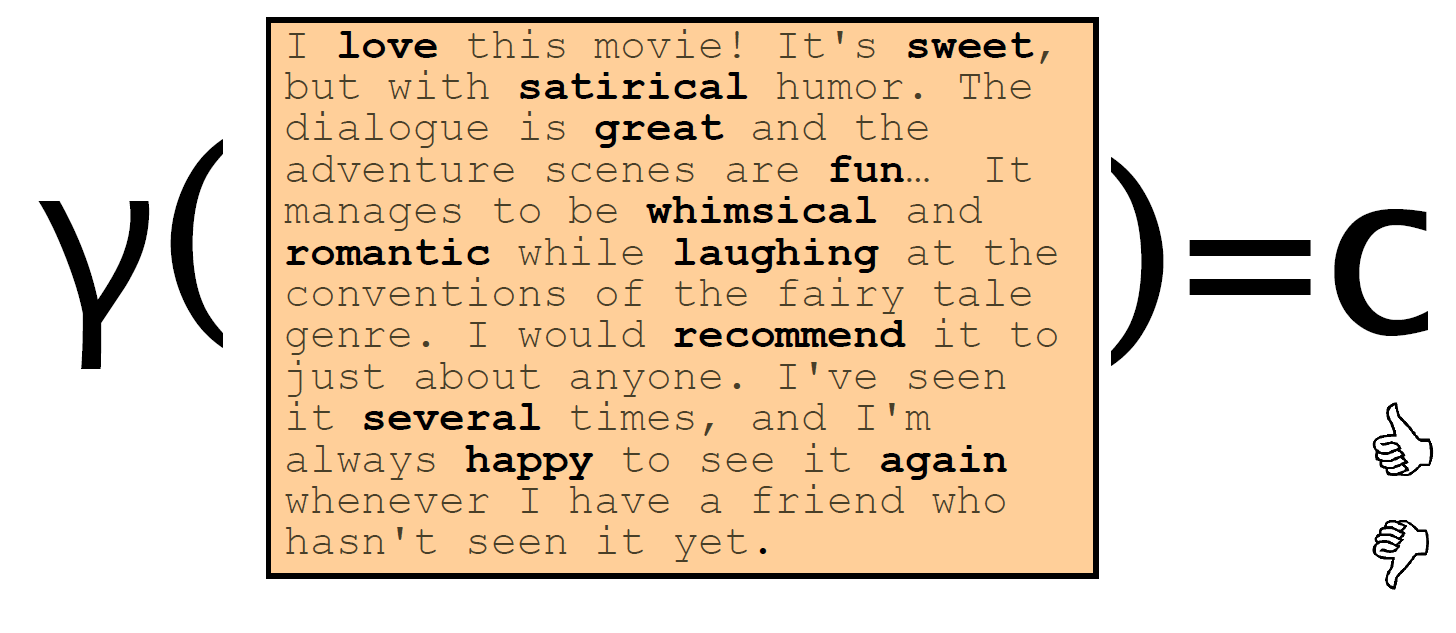 γ(
I love this movie! It's sweet,
but with satirical humor. The
dialogue is great and the
adventure scenes are fun… It
manages to be whimsical and
romantic while laughing at the
conventions of the fairy tale
genre. I would recommend it to
just about anyone. I've seen
it several times, and I'm
always happy to see it again
whenever I have a friend who
hasn't seen it yet.
)=c